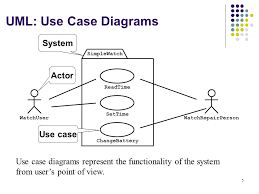 UML: Use Case Diagrams
System
SimpleWatch
Actor
ReadTime
SetTime
WatchUser
WatchRepairPerson
Use case
ChangeBattery
Use case diagrams represent the functionality of the system
from user's point of view.
5